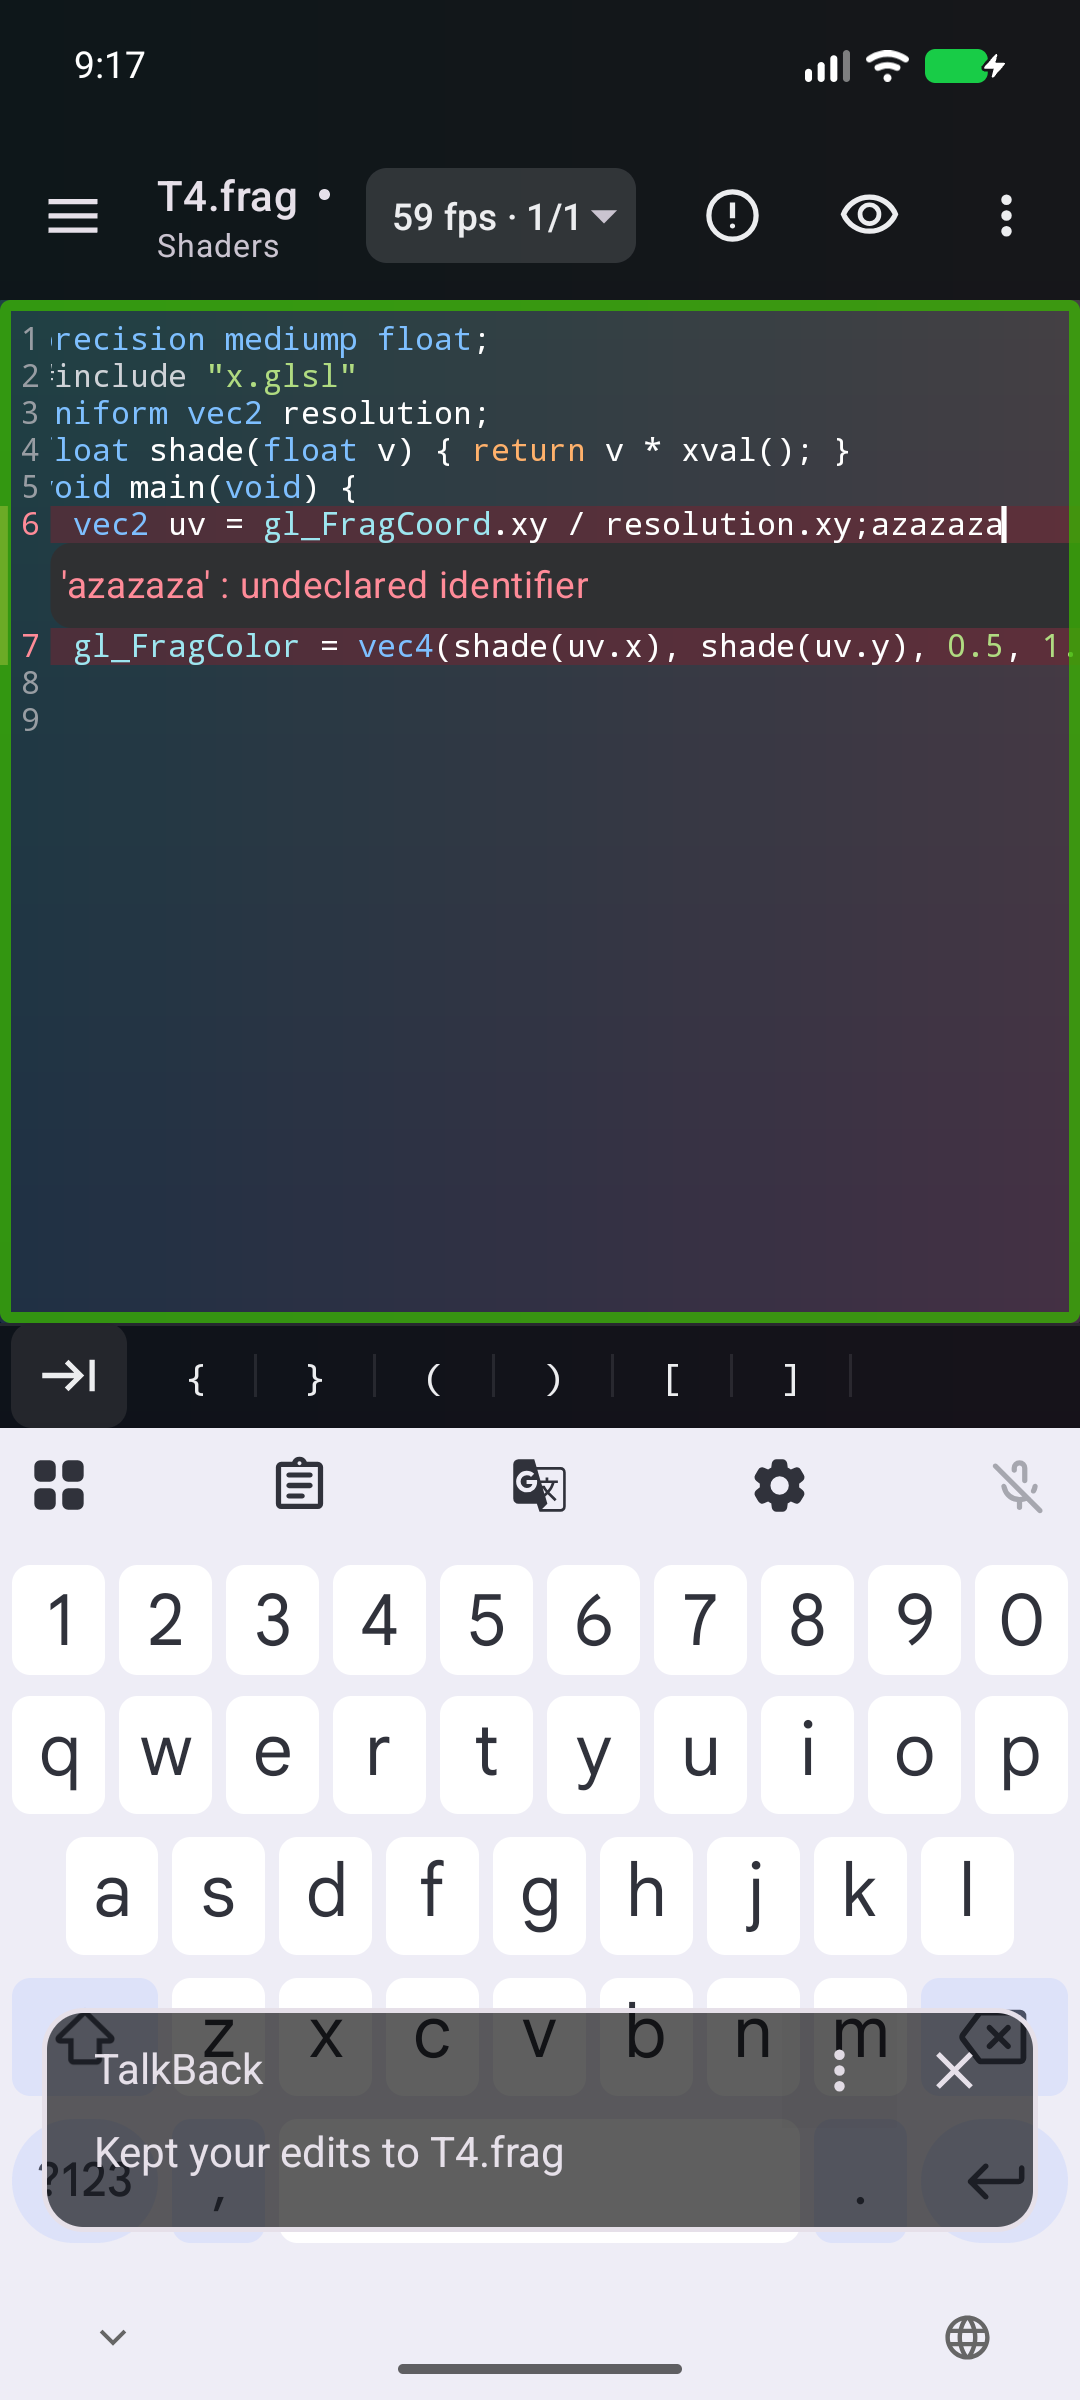 9:17
T4.frag •
Shaders
59 fps · 1/1
1 recision mediump float;
2 include "x.glsl"
3 niform vec2 resolution;
4 loat shade(float v) { return v * xval(); }
5 oid main(void) {
6 vec2 uv = gl_FragCoord.xy / resolution.xy;azazaza
'azazaza' : undeclared identifier
7 gl_FragColor = vec4(shade(uv.x), shade(uv.y), 0.5, 1.
8
9
{ } ( ) [ ]
1 2 3 4 5 6 7 8 9 0
q w e r t y u i o p
a s d f g h j k l
z x c v b n m
TalkBack
Kept your edits to T4.frag
?123 , .